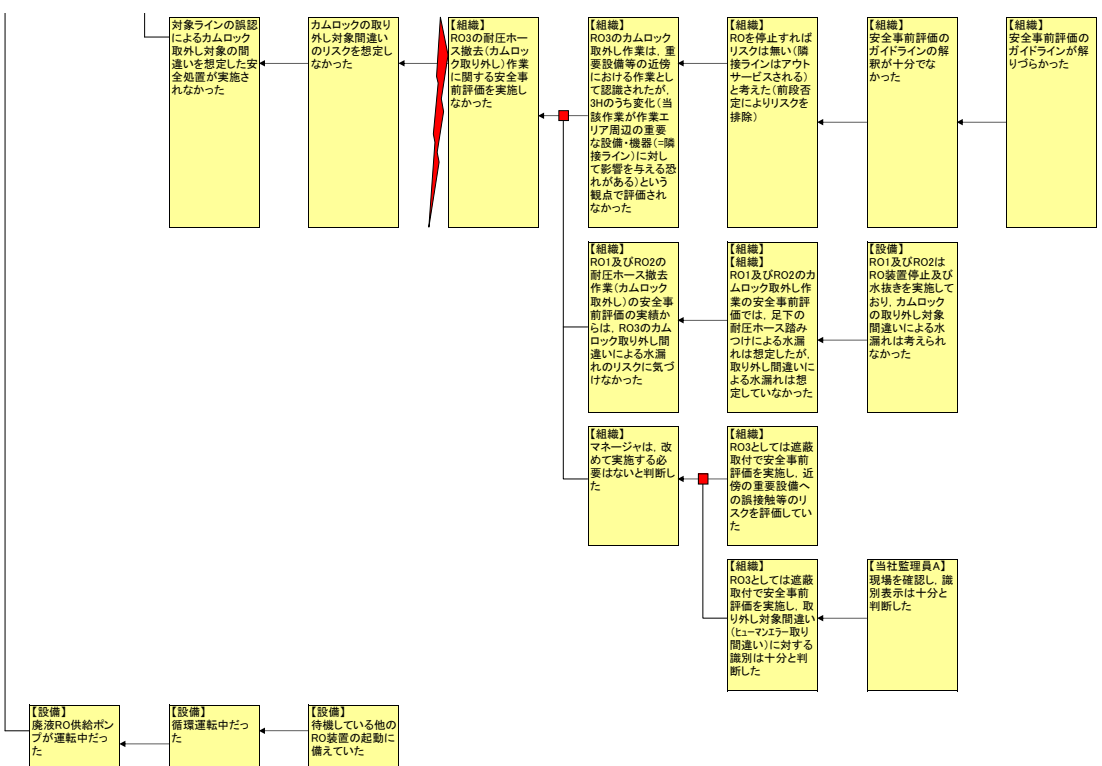 対象ラインの誤認
によるカムロック
取外し対象の間
違いを想定した安
全処置が実施さ
れなかった
カムロックの取り
外し対象間違い
のリスクを想定し
なかった
【組織】
RO3の耐圧ホー
ス撤去（カムロッ
ク取り外し）作業
に関する安全事
前評価を実施し
なかった
【組織】
RO3のカムロック
取外し作業は，重
要設備等の近傍
における作業とし
て認識されたが，
3Hのうち変化（当
該作業が作業エ
リア周辺の重要
な設備・機器（=隣
接ライン）に対し
て影響を与える恐
れがある）という
観点で評価され
なかった
【組織】
ROを停止すれば
リスクは無い（隣
接ラインはアウト
サービスされる）
と考えた（前段否
定によりリスクを
排除）
【組織】
安全事前評価の
ガイドラインの解
釈が十分でな
かった
【組織】
安全事前評価の
ガイドラインが解
りづらかった
【組織】
RO1及びRO2の
耐圧ホース撤去
作業（カムロック
取外し）の安全事
前評価の実績か
らは，RO3のカム
ロック取り外し間
違いによる水漏
れのリスクに気づ
けなかった
【組織】
【組織】
RO1及びRO2のカ
ムロック取外し作
業の安全事前評
価では，足下の
耐圧ホース踏み
つけによる水漏
れは想定したが，
取り外し間違いに
よる水漏れは想
定していなかった
【設備】
RO1及びRO2は
RO装置停止及び
水抜きを実施して
おり，カムロック
の取り外し対象
間違いによる水
漏れは考えられ
なかった
【組織】
マネージャは，改
めて実施する必
要はないと判断し
た
【組織】
RO3としては遮蔽
取付で安全事前
評価を実施し，近
傍の重要設備へ
の誤接触等のリ
スクを評価してい
た
【組織】
RO3としては遮蔽
取付で安全事前
評価を実施し，取
り外し対象間違い
（ヒューマンエラー取り
間違い）に対する
識別は十分と判
断した
【当社監理員A】
現場を確認し，識
別表示は十分と
判断した
【設備】
廃液RO供給ポン
プが運転中だっ
た
【設備】
循環運転中だっ
た
【設備】
待機している他の
RO装置の起動に
備えていた